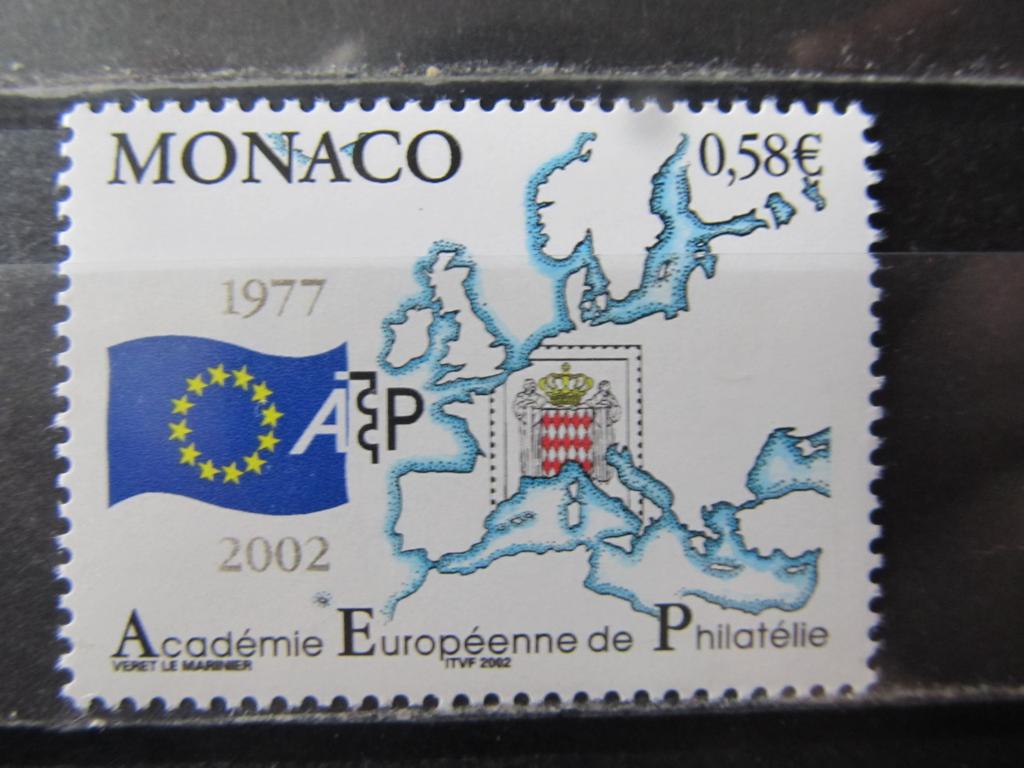 MONACO
0,58€
1977
AEP
2002
Académie Européenne de Philatélie
VERET LE MARINIER
ITVF 2002